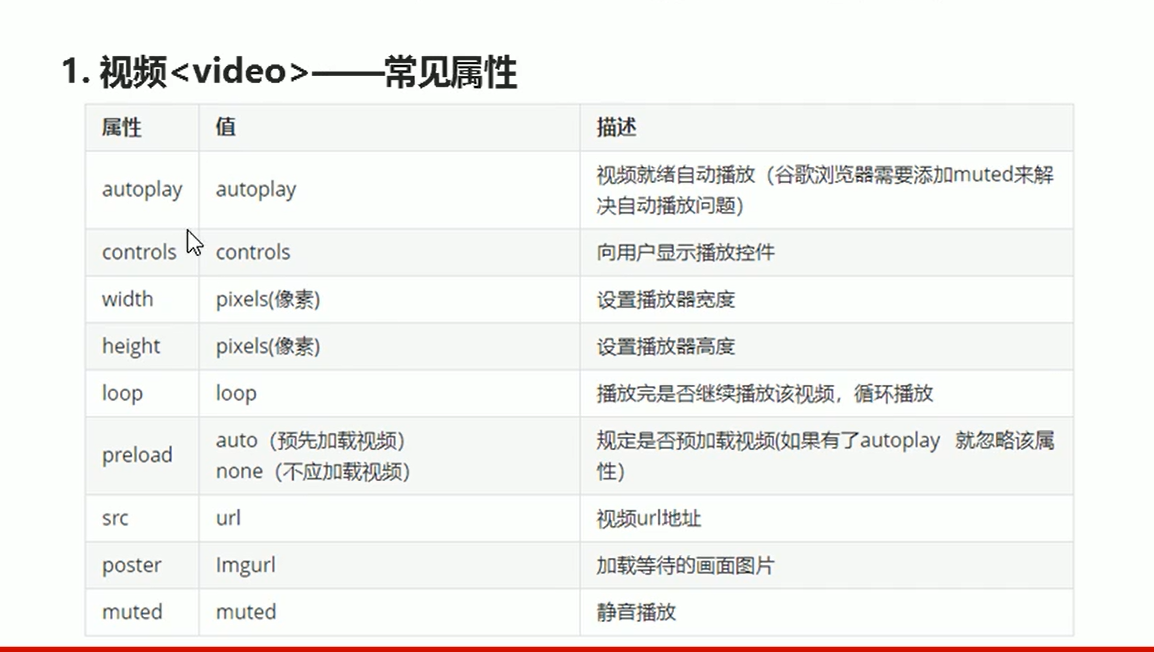 1. 视频<video>——常见属性
属性 值 描述
autoplay autoplay 视频就绪自动播放（谷歌浏览器需要添加muted来解
决自动播放问题）
controls controls 向用户显示播放控件
width pixels(像素) 设置播放器宽度
height pixels(像素) 设置播放器高度
loop loop 播放完是否继续播放该视频，循环播放
preload auto（预先加载视频） 规定是否预加载视频(如果有了autoplay 就忽略该属
none（不应加载视频） 性）
src url 视频url地址
poster Imgurl 加载等待的画面图片
muted muted 静音播放